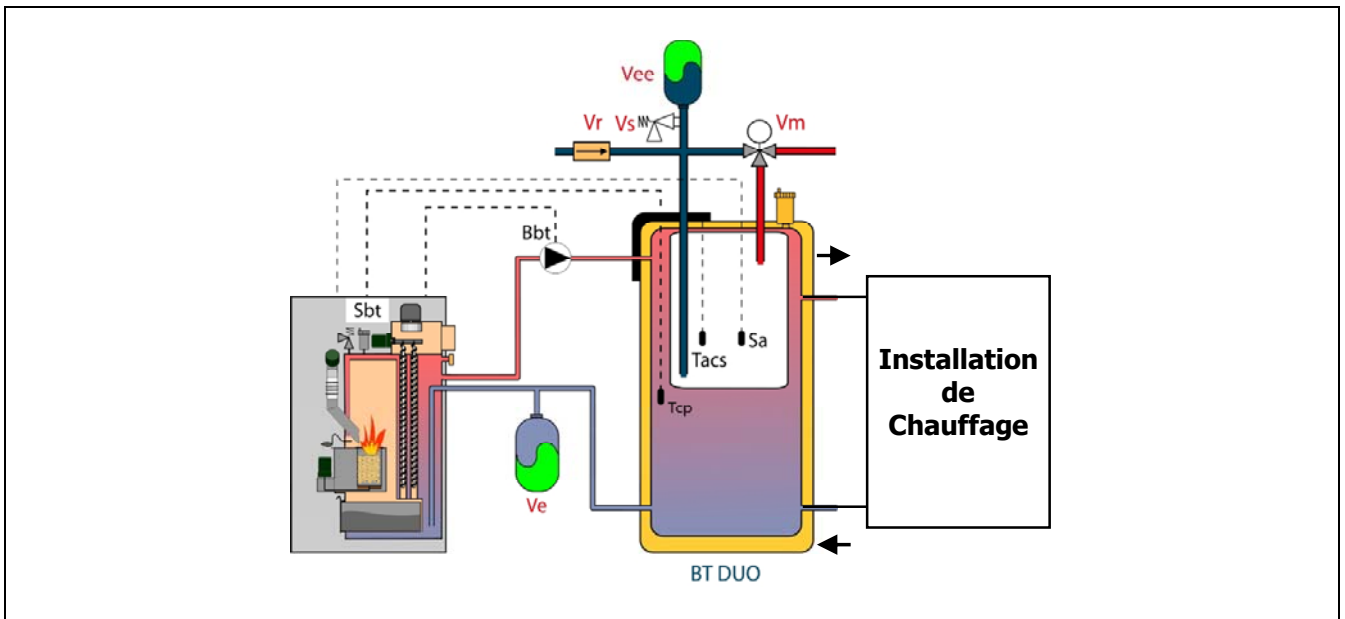 Vee
Vr
Vs
Vm
Bbt
Sbt
Tacs
Sa
Tcp
Ve
Installation
de
Chauffage
BT DUO